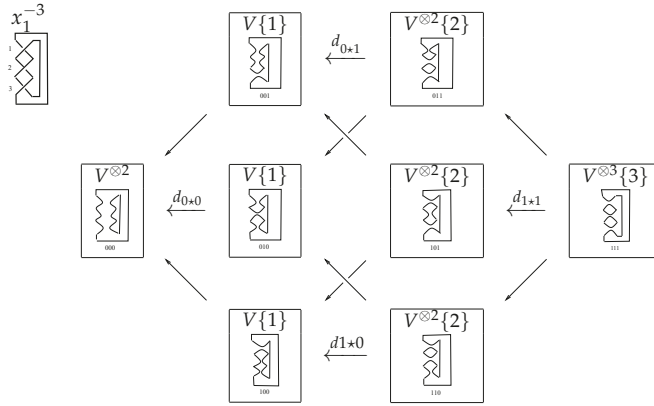 x_1^{-3}
1
2
3
V{1}
001
d_{0⋆1}
V^{⊗2}{2}
011
V^{⊗2}
000
d_{0⋆0}
V{1}
010
V^{⊗2}{2}
101
d_{1⋆1}
V^{⊗3}{3}
111
V{1}
100
d1⋆0
V^{⊗2}{2}
110